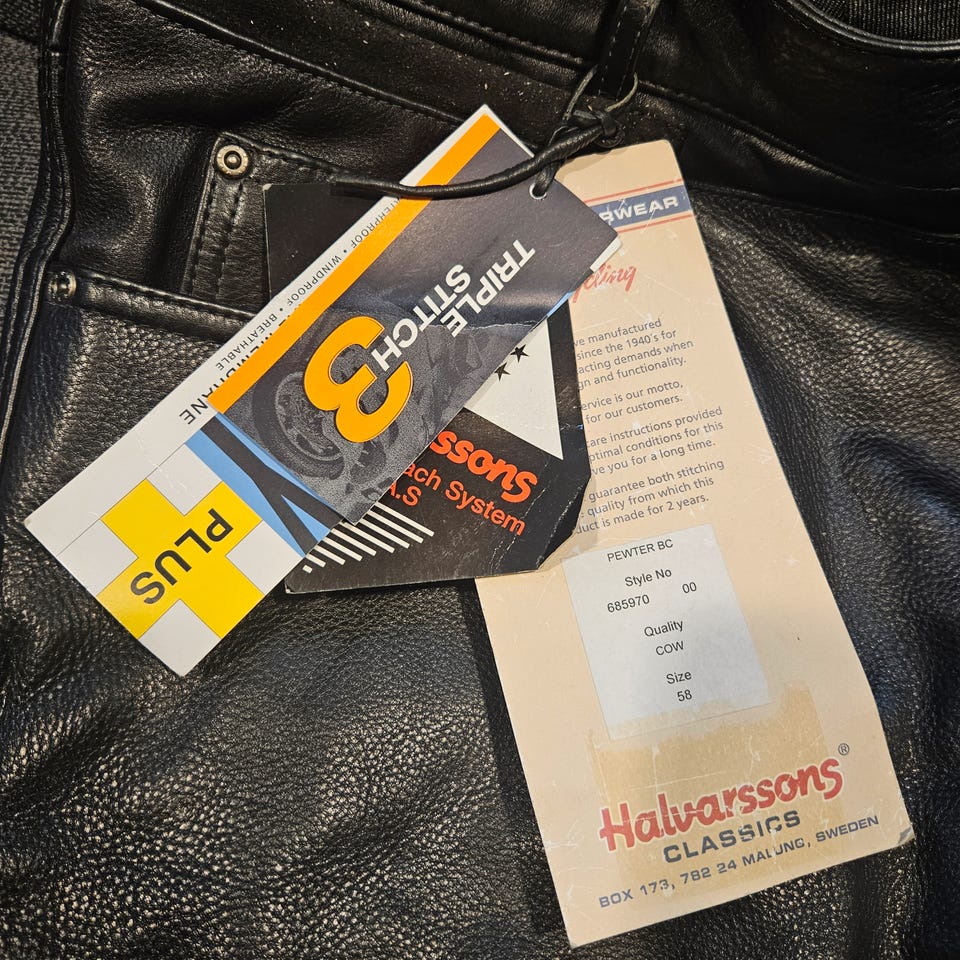 WATERPROOF • WINDPROOF • BREATHABLE
MEMBRANE
PLUS
TRIPLE
STITCH
3
ssons
ach System
A.S
RWEAR
we manufactured
since the 1940's for
acting demands when
gn and functionality.
ervice is our motto,
for our customers.
care instructions provided
ptimal conditions for this
ve you for a long time.
guarantee both stitching
quality from which this
duct is made for 2 years.
PEWTER BC
Style No
685970 00
Quality
COW
Size
58
Halvarssons®
CLASSICS
BOX 173, 782 24 MALUNG, SWEDEN